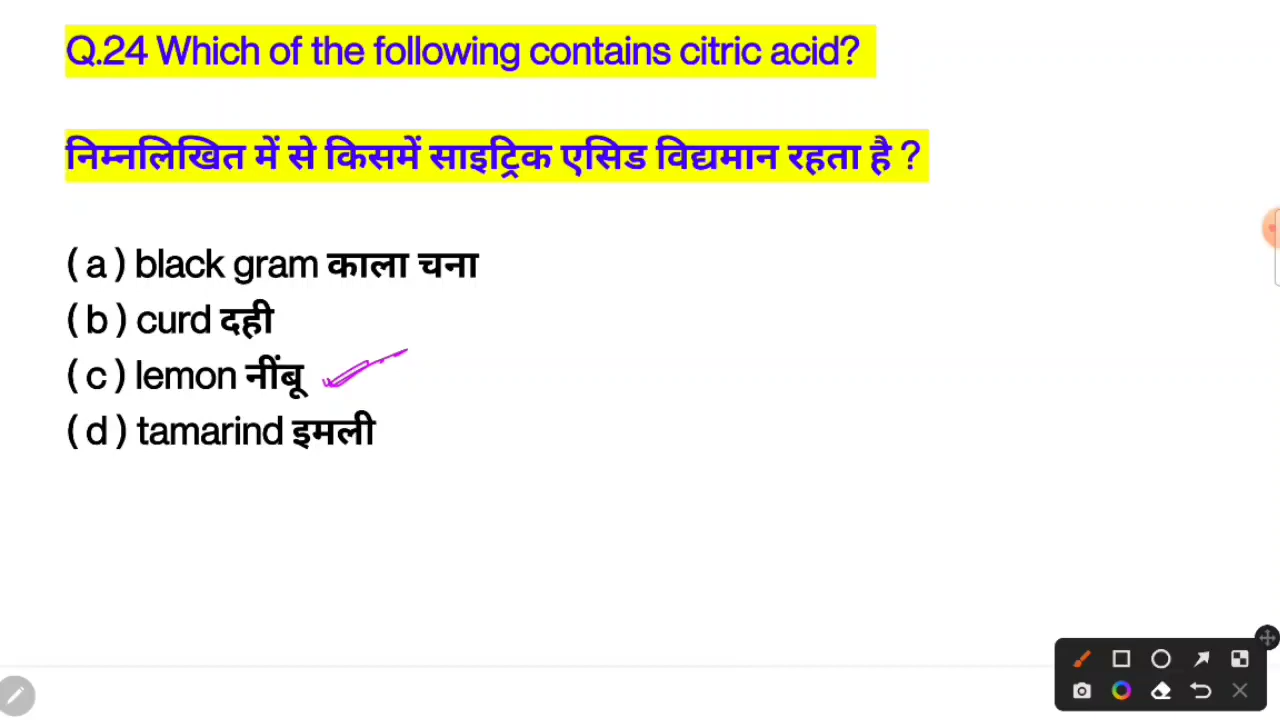 Q.24 Which of the following contains citric acid?
निम्नलिखित में से किसमें साइट्रिक एसिड विद्यमान रहता है ?
( a ) black gram काला चना
( b ) curd दही
( c ) lemon नींबू
( d ) tamarind इमली